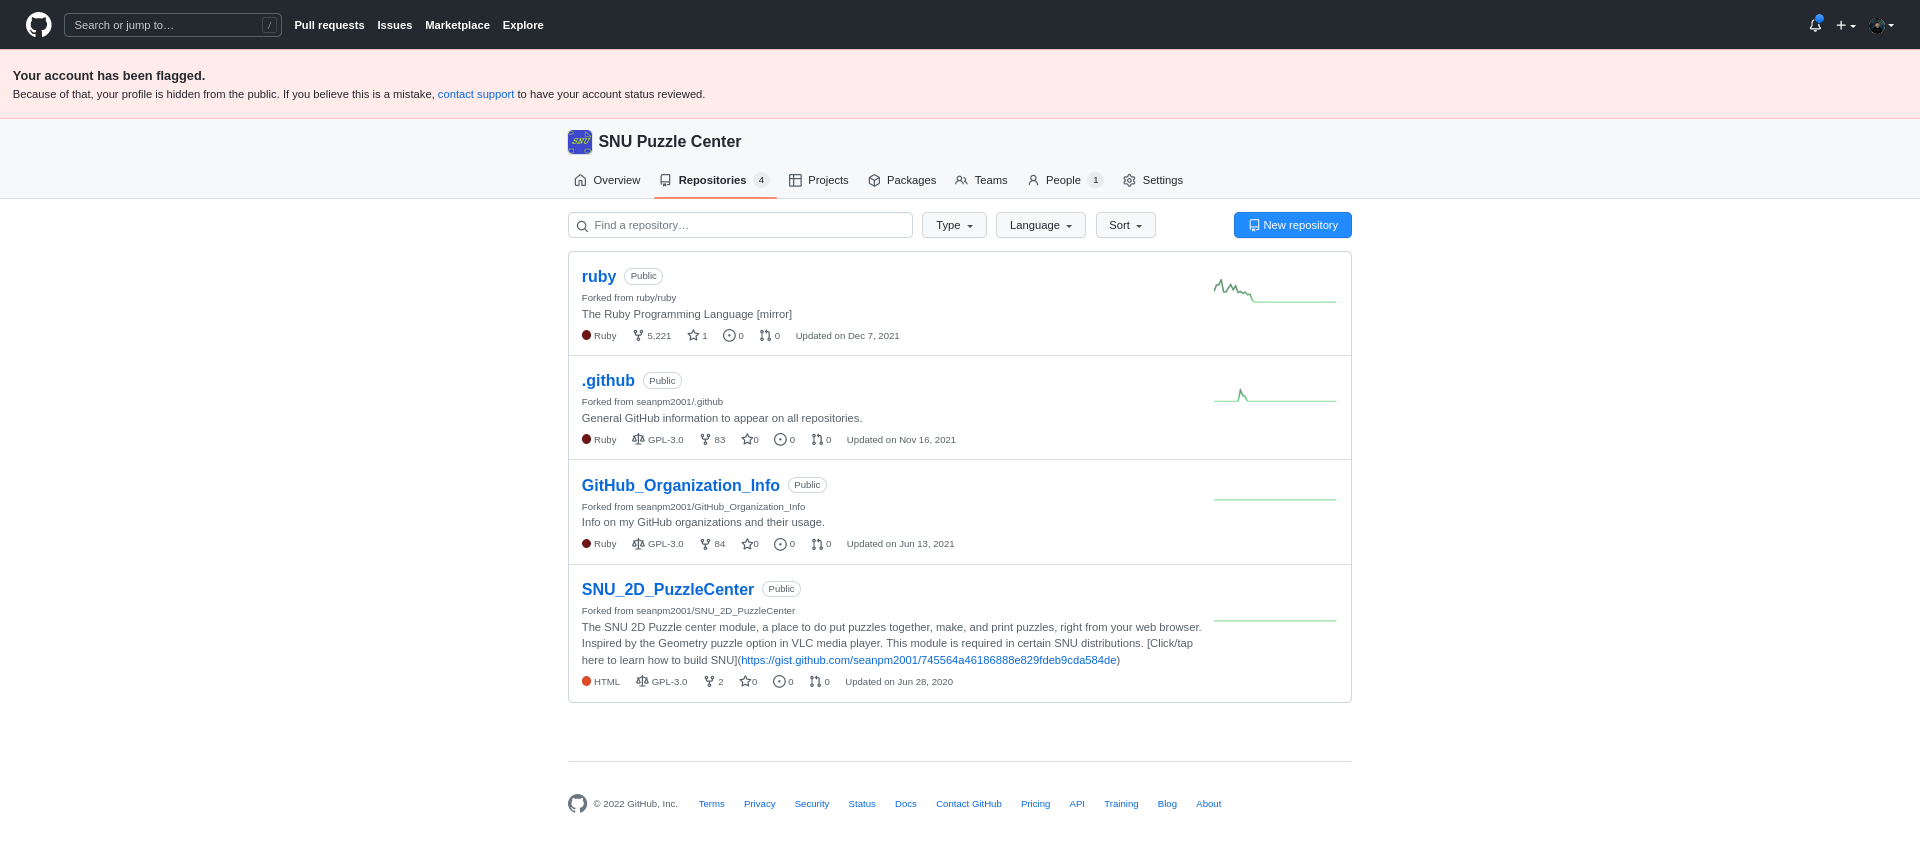 Search or jump to… /
Pull requests Issues Marketplace Explore
Your account has been flagged.
Because of that, your profile is hidden from the public. If you believe this is a mistake, contact support to have your account status reviewed.
SNU SNU Puzzle Center
Overview Repositories 4 Projects Packages Teams People 1 Settings
Find a repository… Type Language Sort New repository
ruby Public
Forked from ruby/ruby
The Ruby Programming Language [mirror]
Ruby 5,221 1 0 0 Updated on Dec 7, 2021
.github Public
Forked from seanpm2001/.github
General GitHub information to appear on all repositories.
Ruby GPL-3.0 83 0 0 0 Updated on Nov 16, 2021
GitHub_Organization_Info Public
Forked from seanpm2001/GitHub_Organization_Info
Info on my GitHub organizations and their usage.
Ruby GPL-3.0 84 0 0 0 Updated on Jun 13, 2021
SNU_2D_PuzzleCenter Public
Forked from seanpm2001/SNU_2D_PuzzleCenter
The SNU 2D Puzzle center module, a place to do put puzzles together, make, and print puzzles, right from your web browser.
Inspired by the Geometry puzzle option in VLC media player. This module is required in certain SNU distributions. [Click/tap
here to learn how to build SNU](https://gist.github.com/seanpm2001/745564a46186888e829fdeb9cda584de)
HTML GPL-3.0 2 0 0 0 Updated on Jun 28, 2020
© 2022 GitHub, Inc. Terms Privacy Security Status Docs Contact GitHub Pricing API Training Blog About